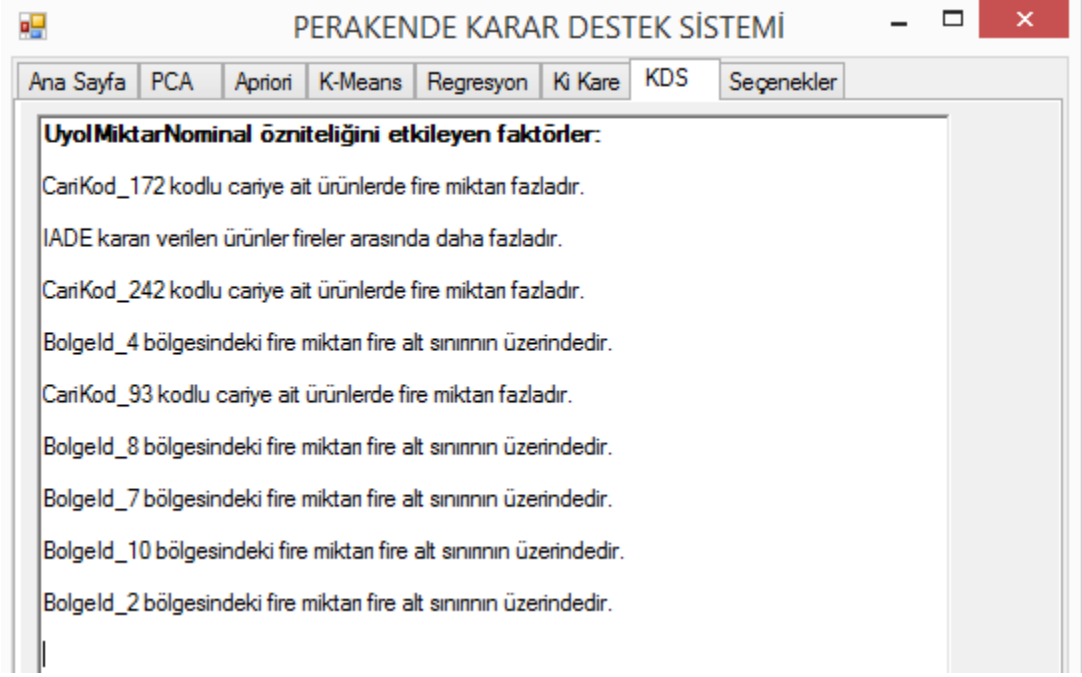 PERAKENDE KARAR DESTEK SİSTEMİ
Ana Sayfa PCA Apriori K-Means Regresyon Ki Kare KDS Seçenekler
UyolMiktarNominal özniteliğini etkileyen faktörler:
CariKod_172 kodlu cariye ait ürünlerde fire miktarı fazladır.
IADE kararı verilen ürünler fireler arasında daha fazladır.
CariKod_242 kodlu cariye ait ürünlerde fire miktarı fazladır.
BolgeId_4 bölgesindeki fire miktarı fire alt sınırının üzerindedir.
CariKod_93 kodlu cariye ait ürünlerde fire miktarı fazladır.
BolgeId_8 bölgesindeki fire miktarı fire alt sınırının üzerindedir.
BolgeId_7 bölgesindeki fire miktarı fire alt sınırının üzerindedir.
BolgeId_10 bölgesindeki fire miktarı fire alt sınırının üzerindedir.
BolgeId_2 bölgesindeki fire miktarı fire alt sınırının üzerindedir.